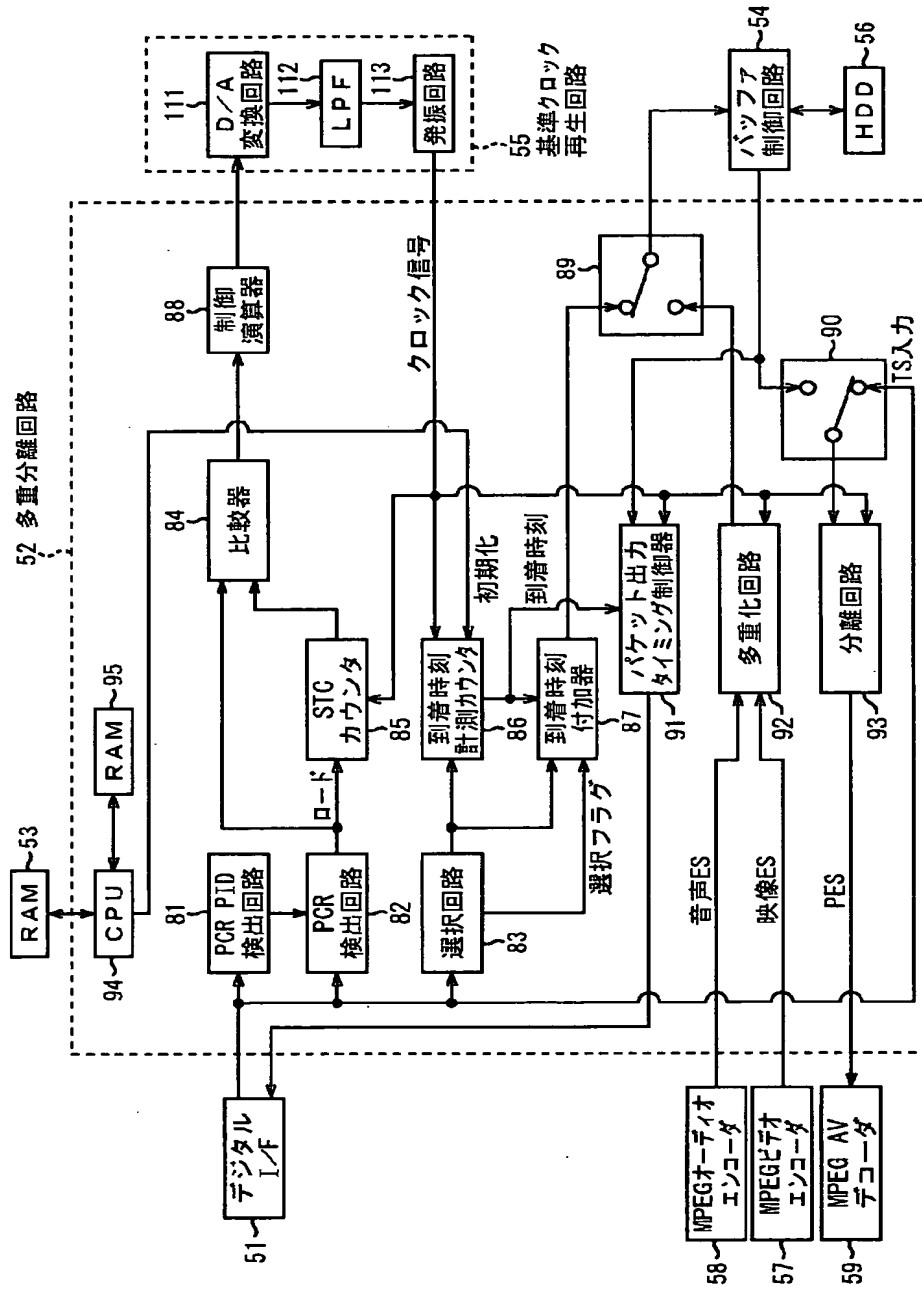 52 多重分離回路
RAM
53
CPU
94
RAM
95
デジタル
I/F
51
PCR PID
検出回路
81
PCR
検出回路
82
選択回路
83
比較器
84
STC
カウンタ
85
ロード
到着時刻
計測カウンタ
86
初期化
到着時刻
到着時刻
付加器
87
選択フラグ
制御
演算器
88
クロック信号
D/A
変換回路
111
LPF
112
発振回路
113
55
基準クロック
再生回路
89
バッファ
制御回路
54
HDD
56
90
TS入力
パケット出力
タイミング制御器
91
多重化回路
92
分離回路
93
音声ES
映像ES
PES
MPEGオーディオ
エンコーダ
58
MPEGビデオ
エンコーダ
57
MPEG AV
デコーダ
59